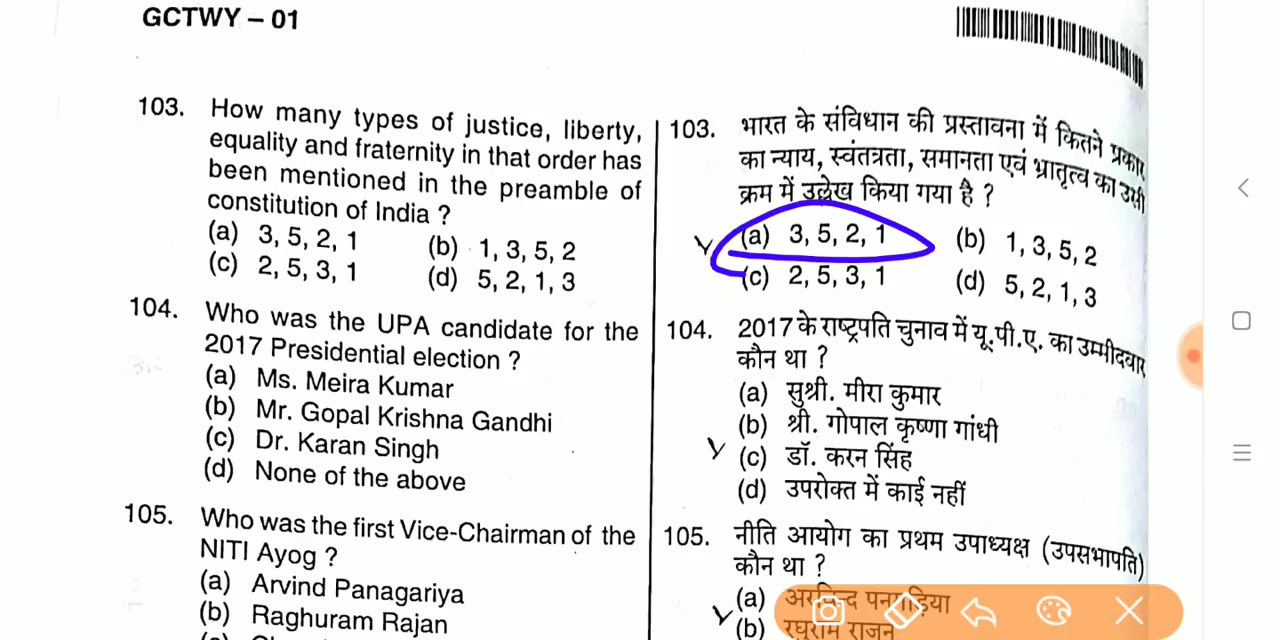 GCTWY – 01
103. How many types of justice, liberty,
equality and fraternity in that order has
been mentioned in the preamble of
constitution of India ?
(a) 3, 5, 2, 1 (b) 1, 3, 5, 2
(c) 2, 5, 3, 1 (d) 5, 2, 1, 3
104. Who was the UPA candidate for the
2017 Presidential election ?
(a) Ms. Meira Kumar
(b) Mr. Gopal Krishna Gandhi
(c) Dr. Karan Singh
(d) None of the above
105. Who was the first Vice-Chairman of the
NITI Ayog ?
(a) Arvind Panagariya
(b) Raghuram Rajan
103. भारत के संविधान की प्रस्तावना में कितने प्रकार
का न्याय, स्वंतत्रता, समानता एवं भ्रातृत्व का उसी
क्रम में उल्लेख किया गया है ?
(a) 3, 5, 2, 1 (b) 1, 3, 5, 2
(c) 2, 5, 3, 1 (d) 5, 2, 1, 3
104. 2017 के राष्ट्रपति चुनाव में यू.पी.ए. का उम्मीदवार
कौन था ?
(a) सुश्री. मीरा कुमार
(b) श्री. गोपाल कृष्णा गांधी
(c) डॉ. करन सिंह
(d) उपरोक्त में काई नहीं
105. नीति आयोग का प्रथम उपाध्यक्ष (उपसभापति)
कौन था ?
(a) अरविन्द पनगड़िया
(b) रघुराम राजन